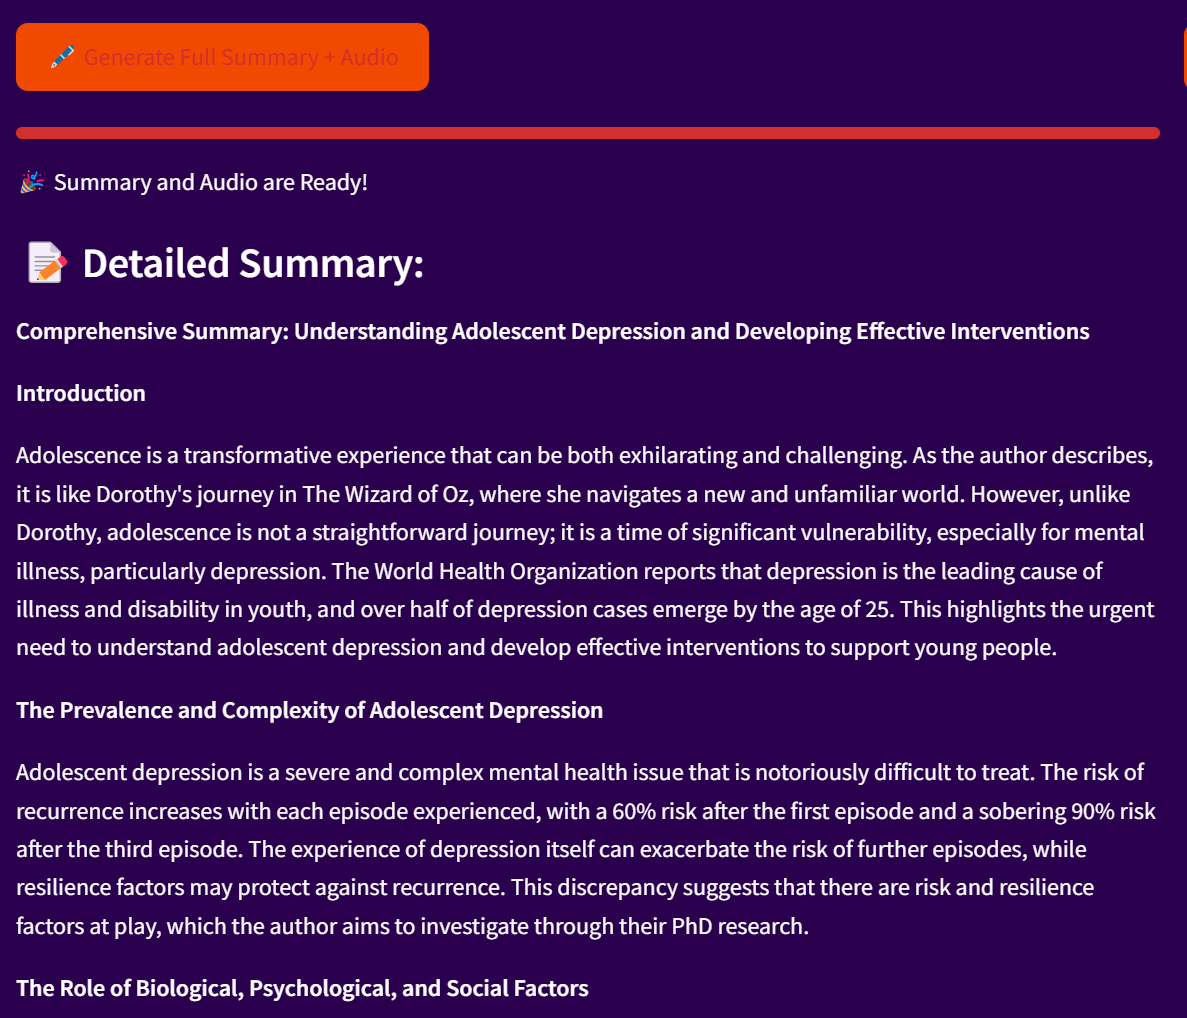 Generate Full Summary + Audio
Summary and Audio are Ready!
Detailed Summary:
Comprehensive Summary: Understanding Adolescent Depression and Developing Effective Interventions
Introduction
Adolescence is a transformative experience that can be both exhilarating and challenging. As the author describes,
it is like Dorothy's journey in The Wizard of Oz, where she navigates a new and unfamiliar world. However, unlike
Dorothy, adolescence is not a straightforward journey; it is a time of significant vulnerability, especially for mental
illness, particularly depression. The World Health Organization reports that depression is the leading cause of
illness and disability in youth, and over half of depression cases emerge by the age of 25. This highlights the urgent
need to understand adolescent depression and develop effective interventions to support young people.
The Prevalence and Complexity of Adolescent Depression
Adolescent depression is a severe and complex mental health issue that is notoriously difficult to treat. The risk of
recurrence increases with each episode experienced, with a 60% risk after the first episode and a sobering 90% risk
after the third episode. The experience of depression itself can exacerbate the risk of further episodes, while
resilience factors may protect against recurrence. This discrepancy suggests that there are risk and resilience
factors at play, which the author aims to investigate through their PhD research.
The Role of Biological, Psychological, and Social Factors